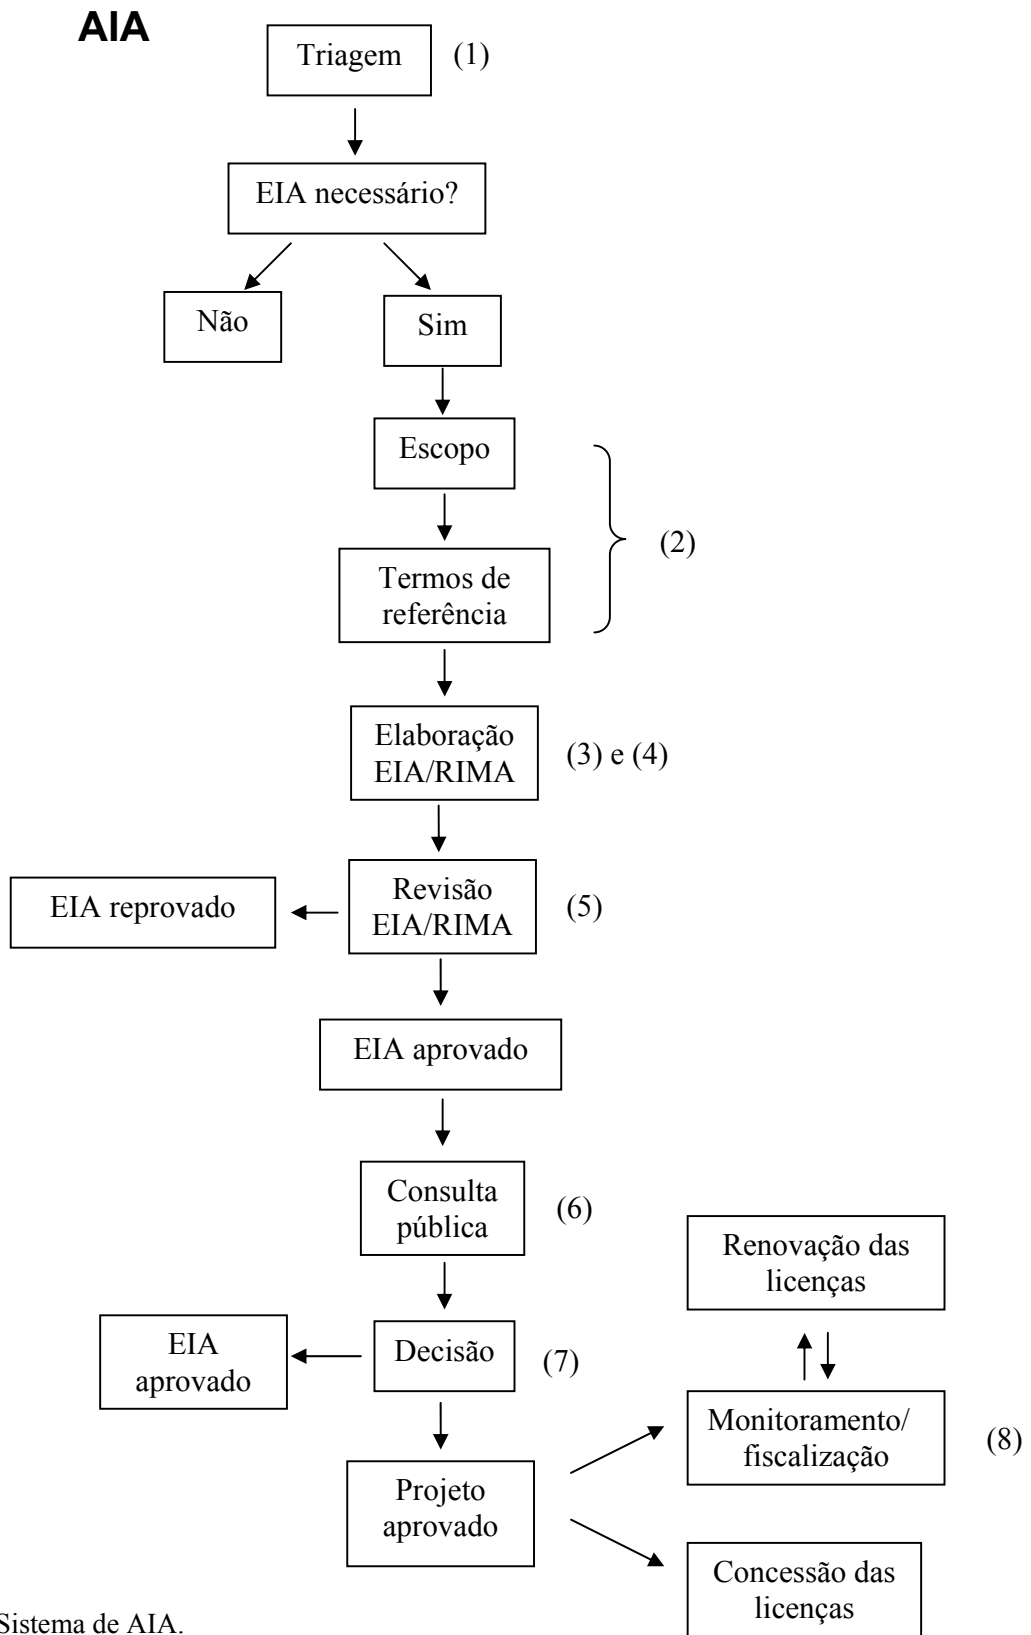 AIA
Triagem
(1)
EIA necessário?
Não
Sim
Escopo
(2)
Termos de
referência
Elaboração
EIA/RIMA
(3) e (4)
EIA reprovado
Revisão
EIA/RIMA
(5)
EIA aprovado
Consulta
pública
(6)
Renovação das
licenças
EIA
aprovado
Decisão
(7)
Monitoramento/
fiscalização
(8)
Projeto
aprovado
Concessão das
licenças
Sistema de AIA.